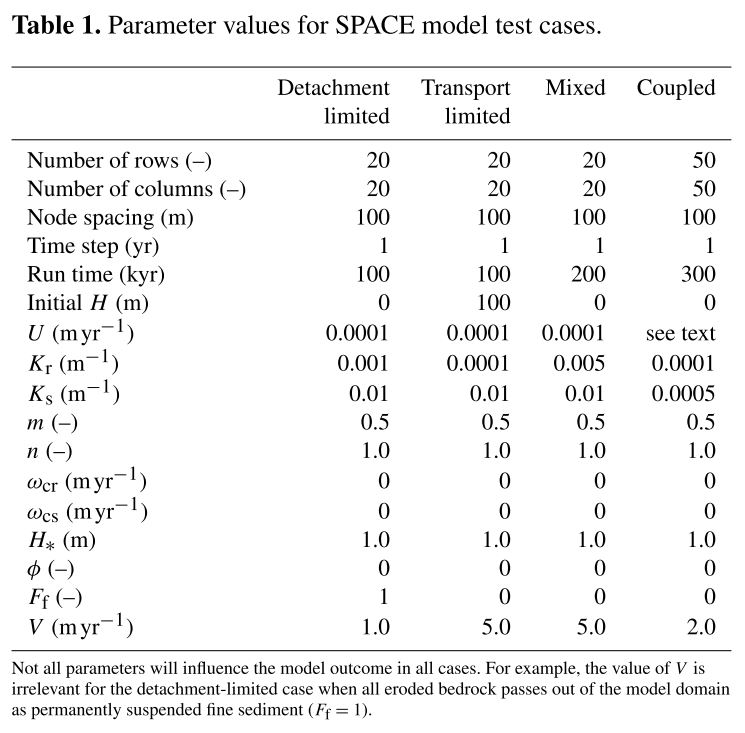 Table 1. Parameter values for SPACE model test cases.
Detachment Transport Mixed Coupled
limited limited
Number of rows (–) 20 20 20 50
Number of columns (–) 20 20 20 50
Node spacing (m) 100 100 100 100
Time step (yr) 1 1 1 1
Run time (kyr) 100 100 200 300
Initial H (m) 0 100 0 0
U (m yr⁻¹) 0.0001 0.0001 0.0001 see text
Kr (m⁻¹) 0.001 0.0001 0.005 0.0001
Ks (m⁻¹) 0.01 0.01 0.01 0.0005
m (–) 0.5 0.5 0.5 0.5
n (–) 1.0 1.0 1.0 1.0
ωcr (m yr⁻¹) 0 0 0 0
ωcs (m yr⁻¹) 0 0 0 0
H∗ (m) 1.0 1.0 1.0 1.0
ϕ (–) 0 0 0 0
Ff (–) 1 0 0 0
V (m yr⁻¹) 1.0 5.0 5.0 2.0
Not all parameters will influence the model outcome in all cases. For example, the value of V is
irrelevant for the detachment-limited case when all eroded bedrock passes out of the model domain
as permanently suspended fine sediment (Ff = 1).